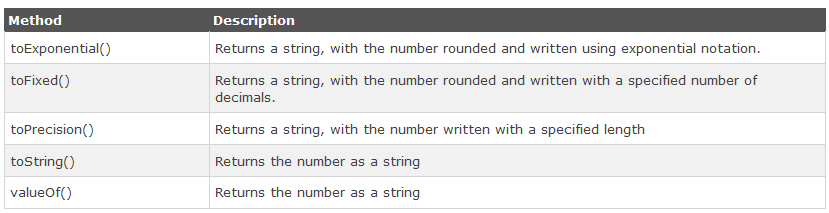 Method Description
toExponential() Returns a string, with the number rounded and written using exponential notation.
toFixed() Returns a string, with the number rounded and written with a specified number of
decimals.
toPrecision() Returns a string, with the number written with a specified length
toString() Returns the number as a string
valueOf() Returns the number as a string